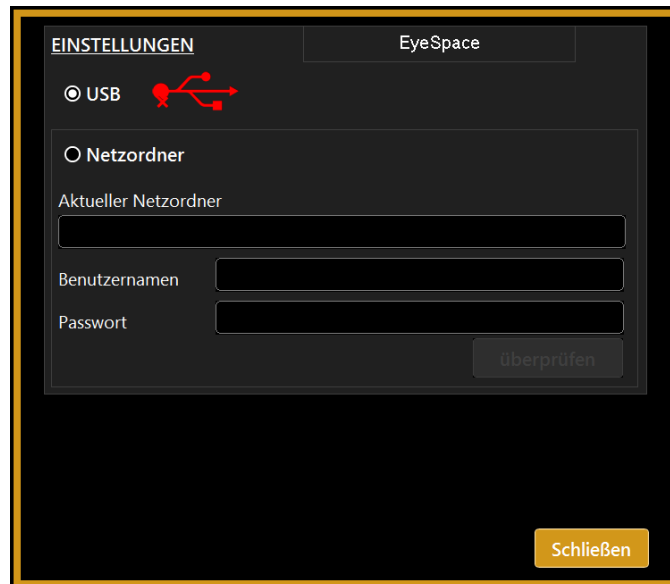 EINSTELLUNGEN
EyeSpace
USB
Netzordner
Aktueller Netzordner
Benutzernamen
Passwort
überprüfen
Schließen